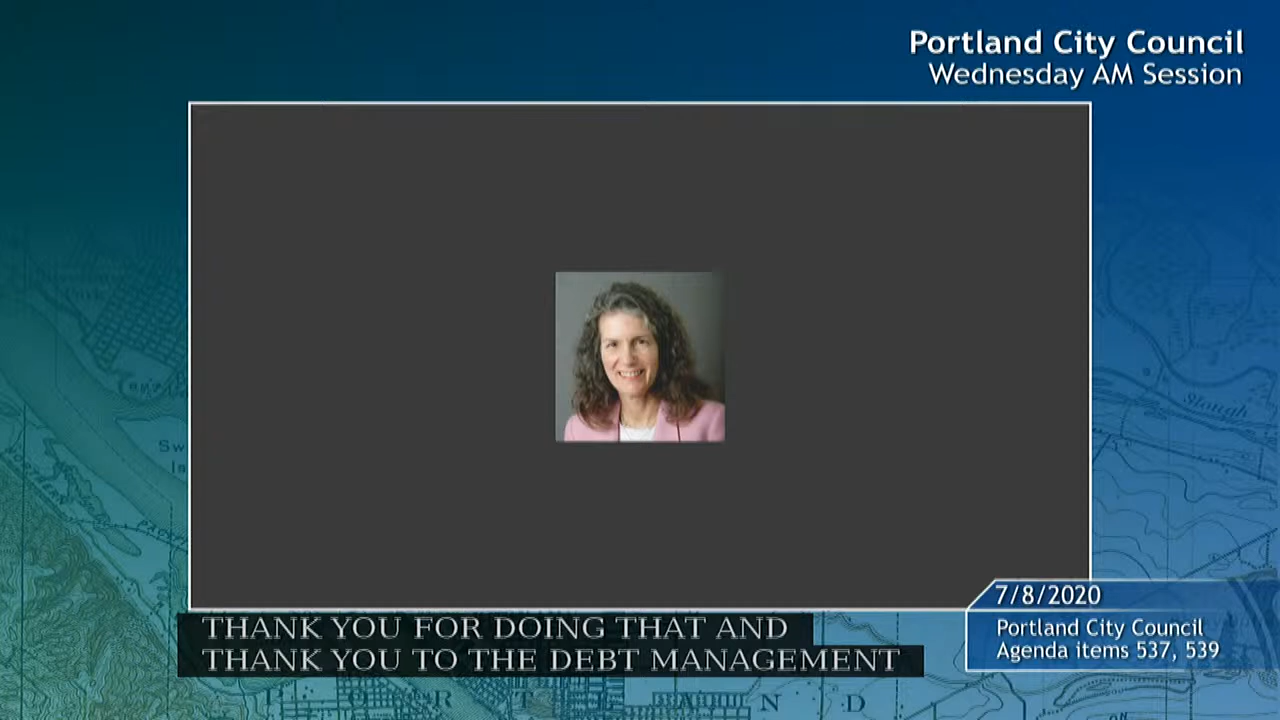 Portland City Council
Wednesday AM Session
Slough
7/8/2020
Portland City Council
Agenda items 537, 539
THANK YOU FOR DOING THAT AND
THANK YOU TO THE DEBT MANAGEMENT